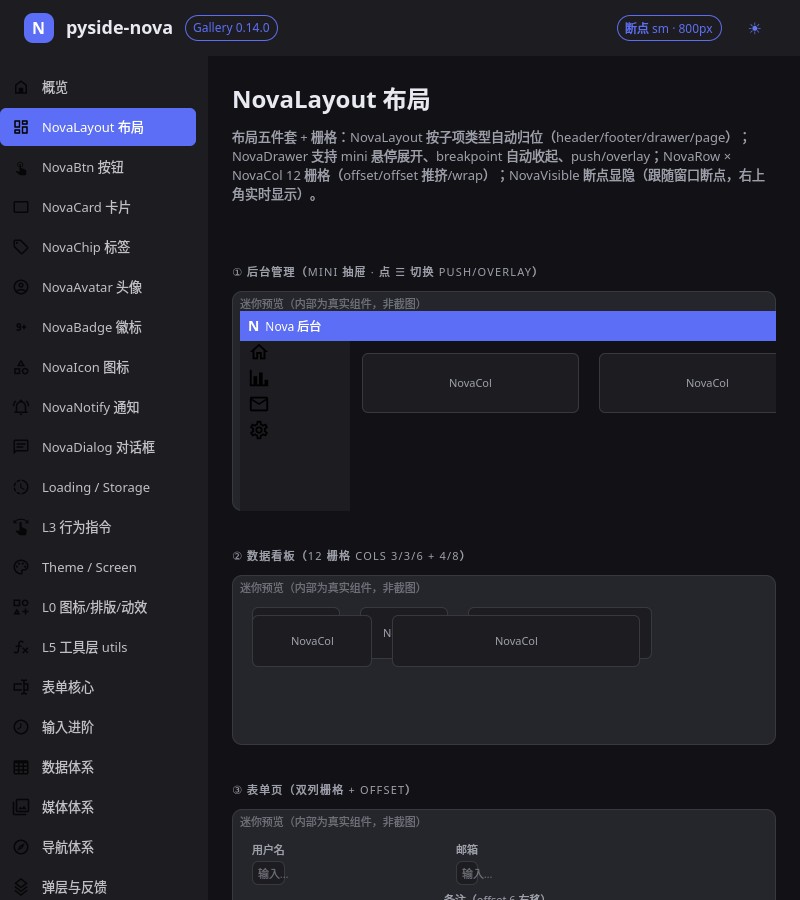 N pyside-nova Gallery 0.14.0 断点 sm · 800px
概览
NovaLayout 布局
NovaBtn 按钮
NovaCard 卡片
NovaChip 标签
NovaAvatar 头像
9+ NovaBadge 徽标
NovaIcon 图标
NovaNotify 通知
NovaDialog 对话框
Loading / Storage
L3 行为指令
Theme / Screen
L0 图标/排版/动效
L5 工具层 utils
表单核心
输入进阶
数据体系
媒体体系
导航体系
弹层与反馈
NovaLayout 布局
布局五件套 + 栅格：NovaLayout 按子项类型自动归位（header/footer/drawer/page）；
NovaDrawer 支持 mini 悬停展开、breakpoint 自动收起、push/overlay；NovaRow ×
NovaCol 12 栅格（offset/offset 推挤/wrap）；NovaVisible 断点显隐（跟随窗口断点，右上
角实时显示）。
① 后台管理（MINI 抽屉 · 点 ☰ 切换 PUSH/OVERLAY）
迷你预览（内部为真实组件，非截图）
N Nova 后台
NovaCol NovaCol
② 数据看板（12 栅格 COLS 3/3/6 + 4/8）
迷你预览（内部为真实组件，非截图）
NovaCol N NovaCol
③ 表单页（双列栅格 + OFFSET）
迷你预览（内部为真实组件，非截图）
用户名 邮箱
输入... 输入...
备注（offset 6 右移）